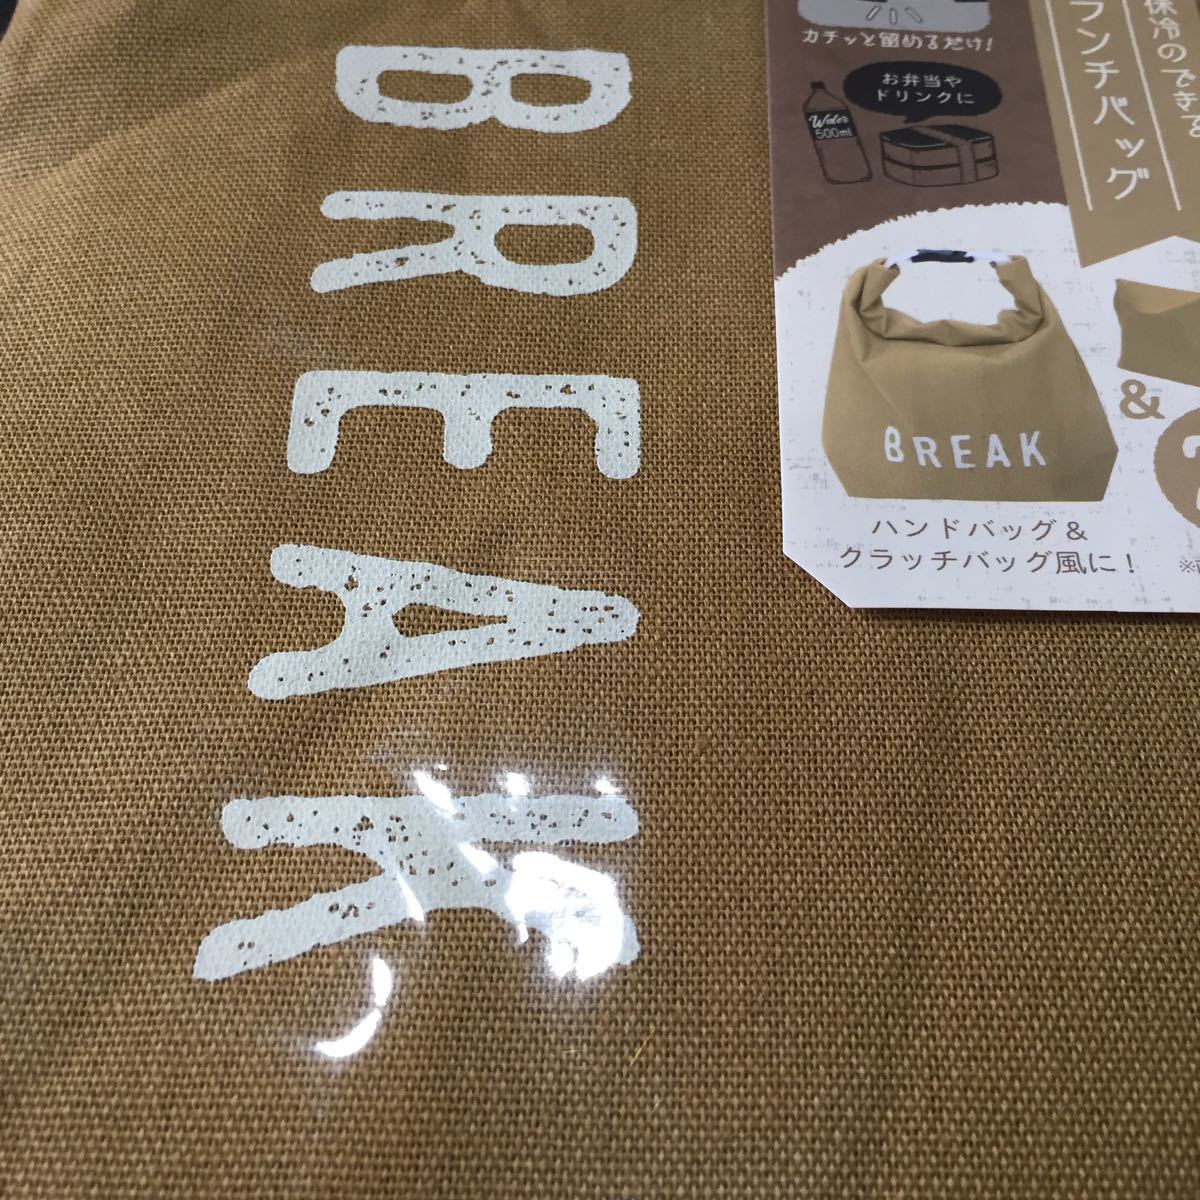 BREAK
カチッと留めるだけ!
お弁当や
ドリンクに
Water
500ml
保冷のできる
ランチバッグ
BREAK
&
ハンドバッグ&
クラッチバッグ風に!